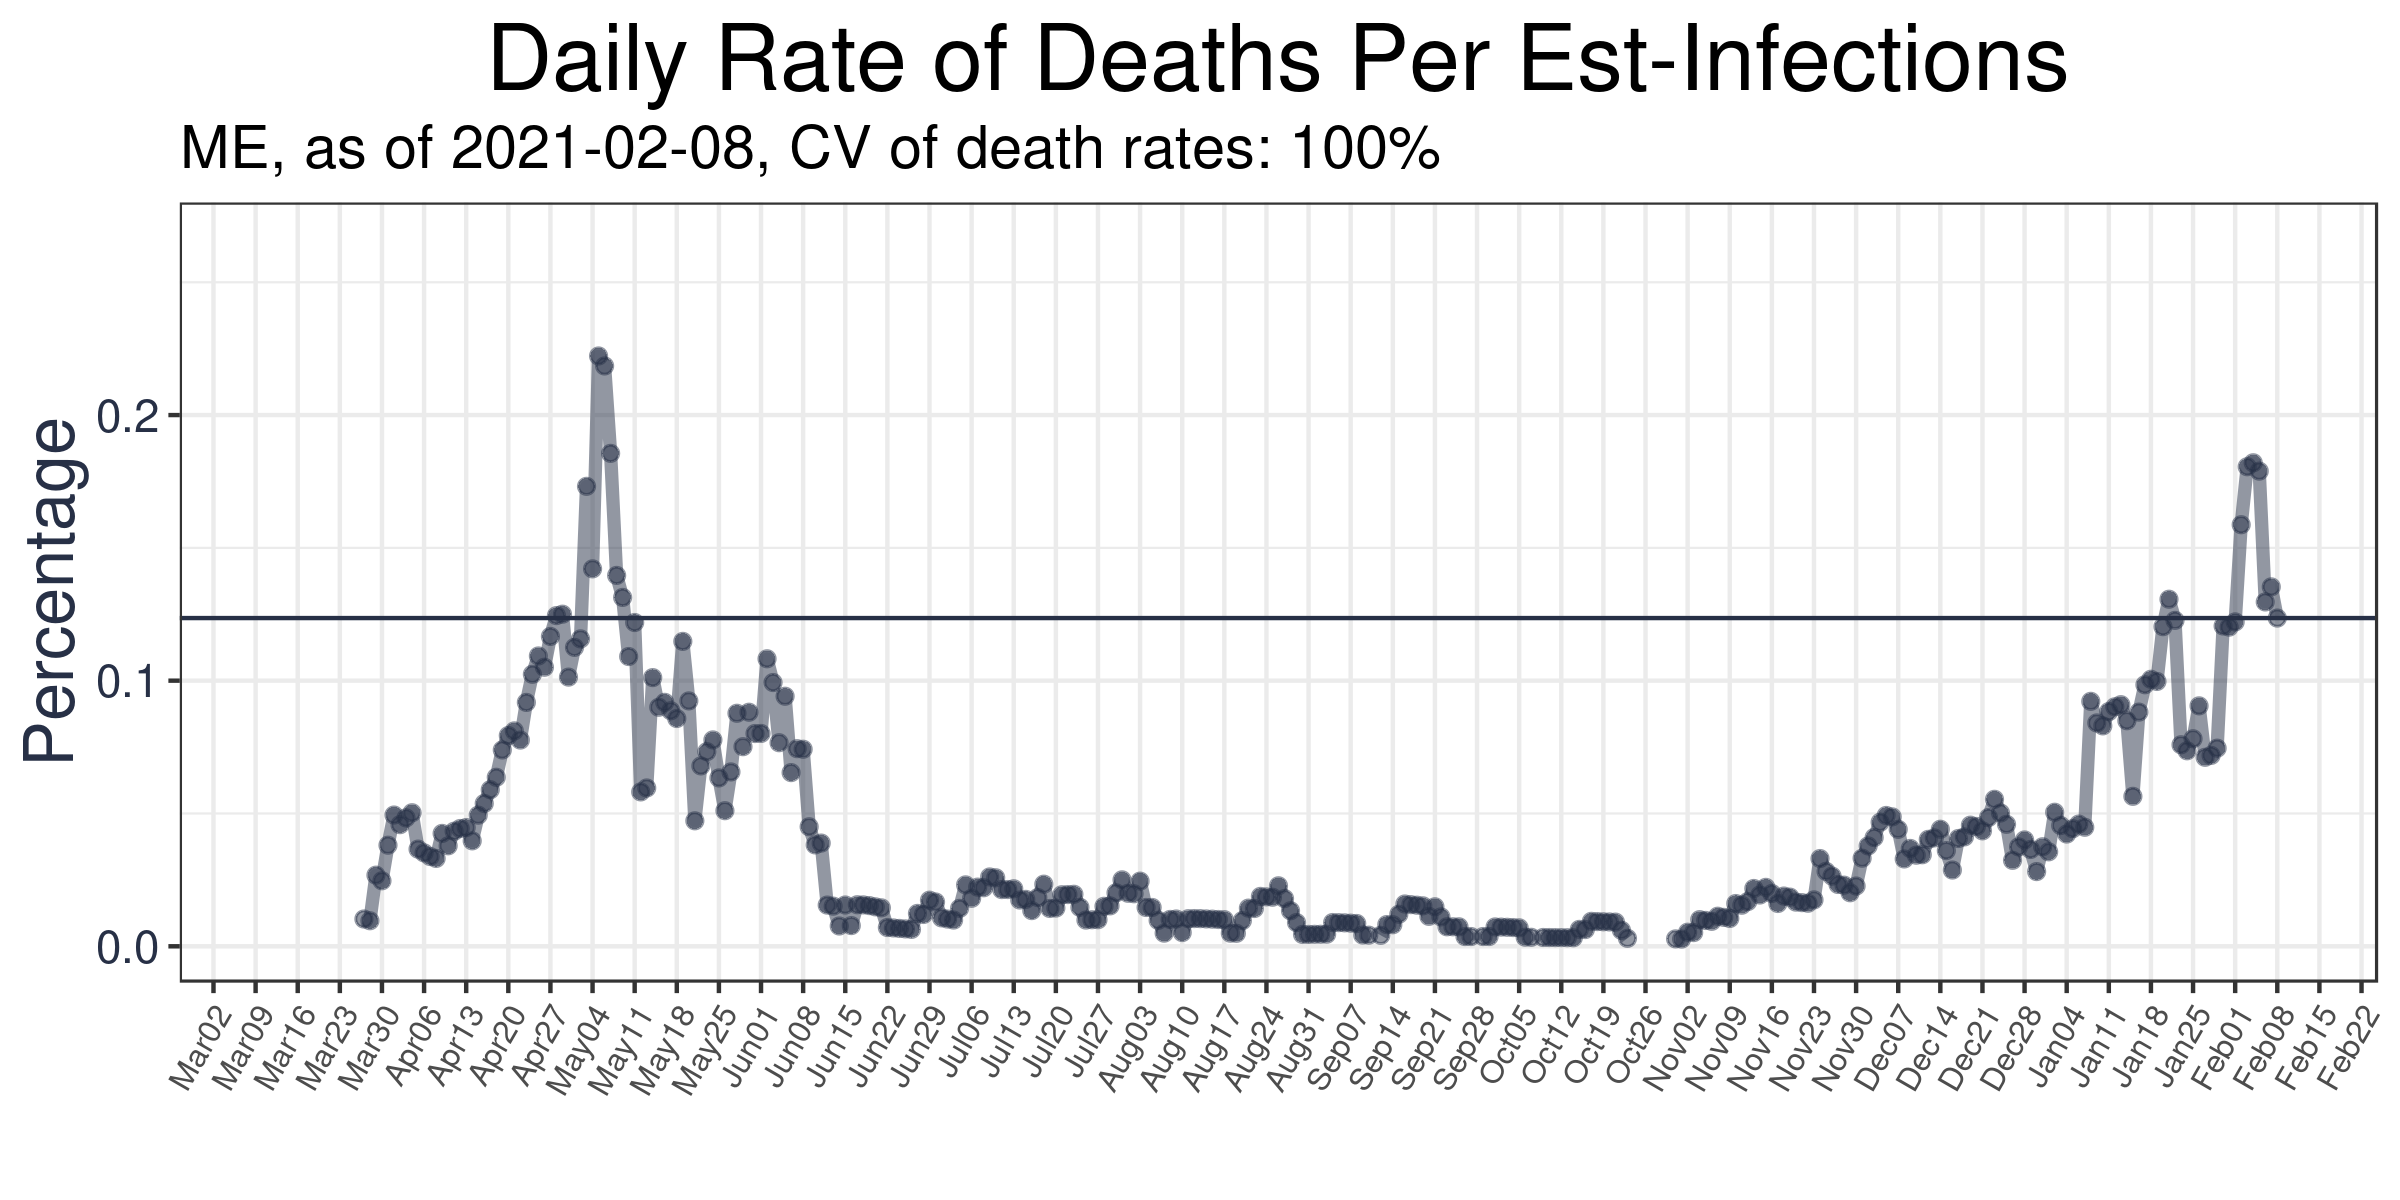 Daily Rate of Deaths Per Est-Infections
ME, as of 2021-02-08, CV of death rates: 100%
Percentage
0.2
0.1
0.0
Mar02 Mar09 Mar16 Mar23 Mar30 Apr06 Apr13 Apr20 Apr27 May04 May11 May18 May25 Jun01 Jun08 Jun15 Jun22 Jun29 Jul06 Jul13 Jul20 Jul27 Aug03 Aug10 Aug17 Aug24 Aug31 Sep07 Sep14 Sep21 Sep28 Oct05 Oct12 Oct19 Oct26 Nov02 Nov09 Nov16 Nov23 Nov30 Dec07 Dec14 Dec21 Dec28 Jan04 Jan11 Jan18 Jan25 Feb01 Feb08 Feb15 Feb22